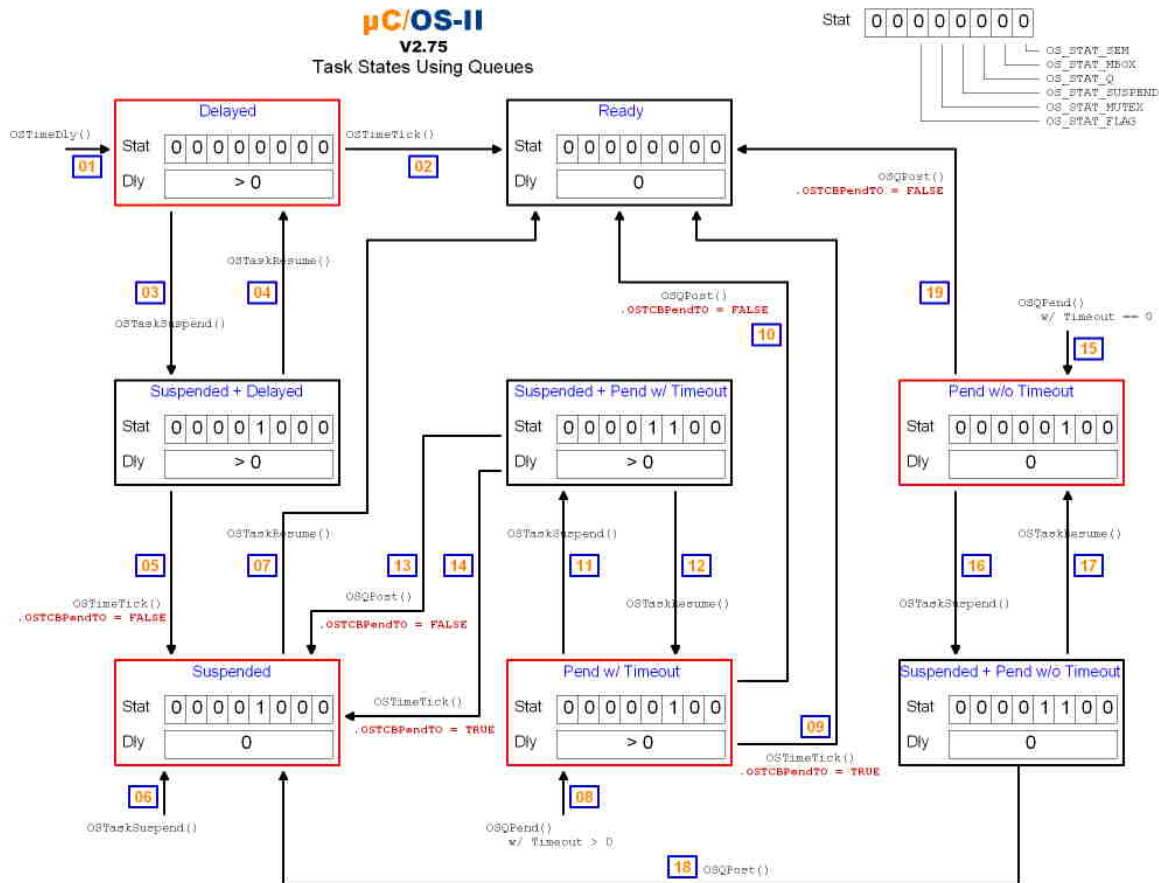 µC/OS-II
V2.75
Task States Using Queues
Stat 0 0 0 0 0 0 0 0
OS_STAT_SEM
OS_STAT_MBOX
OS_STAT_Q
OS_STAT_SUSPEND
OS_STAT_MUTEX
OS_STAT_FLAG
OSTimeDly()
01
Delayed
Stat 0 0 0 0 0 0 0 0
Dly > 0
OSTimeTick()
02
Ready
Stat 0 0 0 0 0 0 0 0
Dly 0
OSQPost()
.OSTCBPendTO = FALSE
19
03
OSTaskSuspend()
OSTaskResume()
04
OSQPost()
.OSTCBPendTO = FALSE
10
OSQPend()
w/ Timeout == 0
15
Suspended + Delayed
Stat 0 0 0 0 1 0 0 0
Dly > 0
Suspended + Pend w/ Timeout
Stat 0 0 0 0 1 1 0 0
Dly > 0
Pend w/o Timeout
Stat 0 0 0 0 0 1 0 0
Dly 0
05
OSTimeTick()
.OSTCBPendTO = FALSE
OSTaskResume()
07
13
OSQPost()
.OSTCBPendTO = FALSE
14
OSTimeTick()
.OSTCBPendTO = TRUE
OSTaskSuspend()
11
12
OSTaskResume()
16
OSTaskSuspend()
OSTaskResume()
17
Suspended
Stat 0 0 0 0 1 0 0 0
Dly 0
Pend w/ Timeout
Stat 0 0 0 0 0 1 0 0
Dly > 0
09
OSTimeTick()
.OSTCBPendTO = TRUE
Suspended + Pend w/o Timeout
Stat 0 0 0 0 1 1 0 0
Dly 0
06
OSTaskSuspend()
08
OSQPend()
w/ Timeout > 0
18 OSQPost()